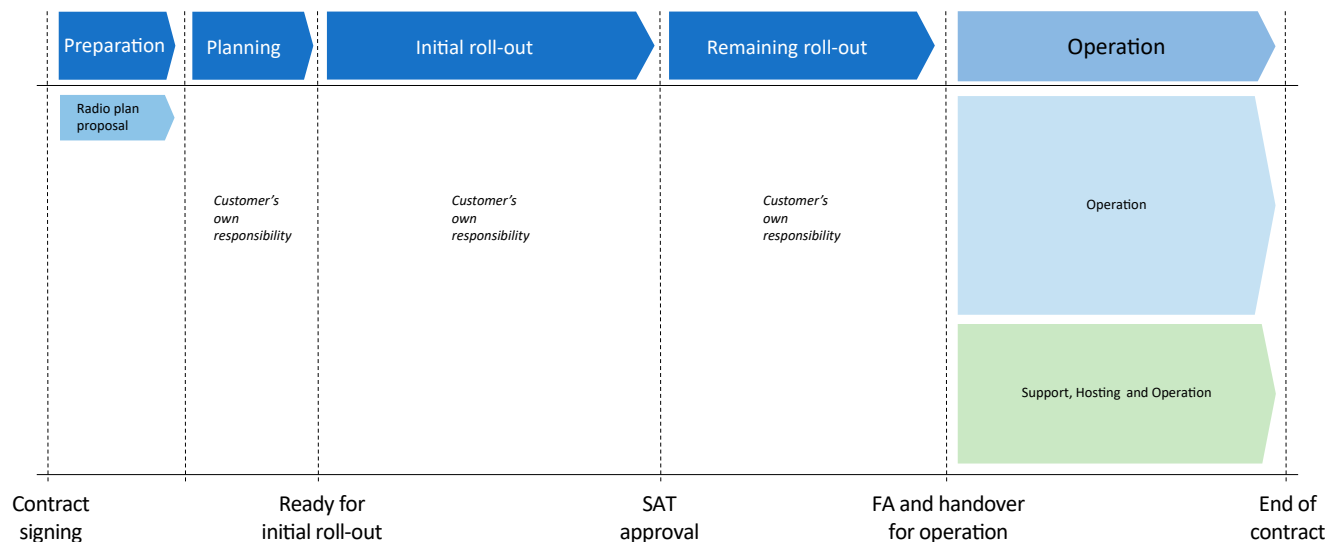 Preparation
Planning
Initial roll-out
Remaining roll-out
Operation
Radio plan
proposal
Customer's
own
responsibility
Customer's
own
responsibility
Customer's
own
responsibility
Operation
Support, Hosting and Operation
Contract
signing
Ready for
initial roll-out
SAT
approval
FA and handover
for operation
End of
contract